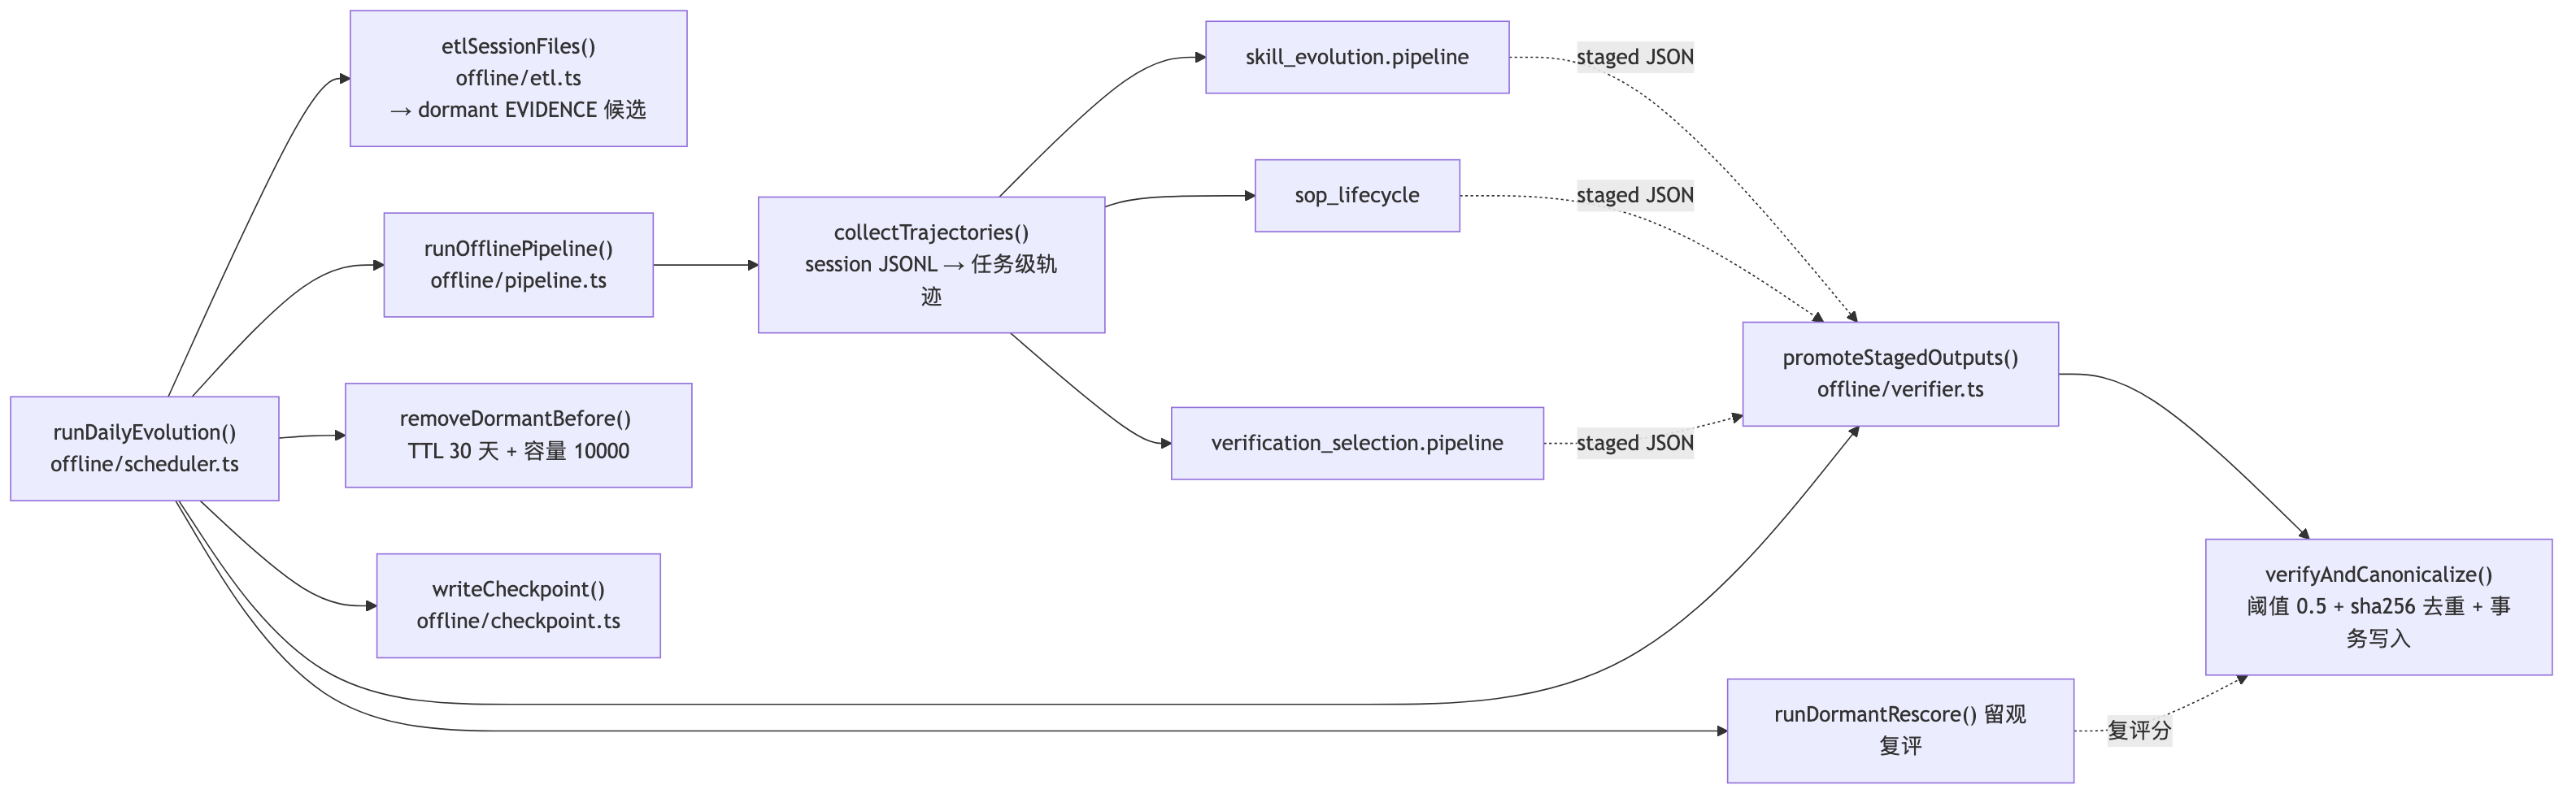 etlSessionFiles()
offline/etl.ts
→ dormant EVIDENCE 候选
skill_evolution.pipeline
staged JSON
sop_lifecycle
staged JSON
runOfflinePipeline()
offline/pipeline.ts
collectTrajectories()
session JSONL → 任务级轨
迹
promoteStagedOutputs()
offline/verifier.ts
runDailyEvolution()
offline/scheduler.ts
removeDormantBefore()
TTL 30 天 + 容量 10000
verification_selection.pipeline
staged JSON
writeCheckpoint()
offline/checkpoint.ts
verifyAndCanonicalize()
阈值 0.5 + sha256 去重 + 事
务写入
runDormantRescore() 留观
复评
复评分